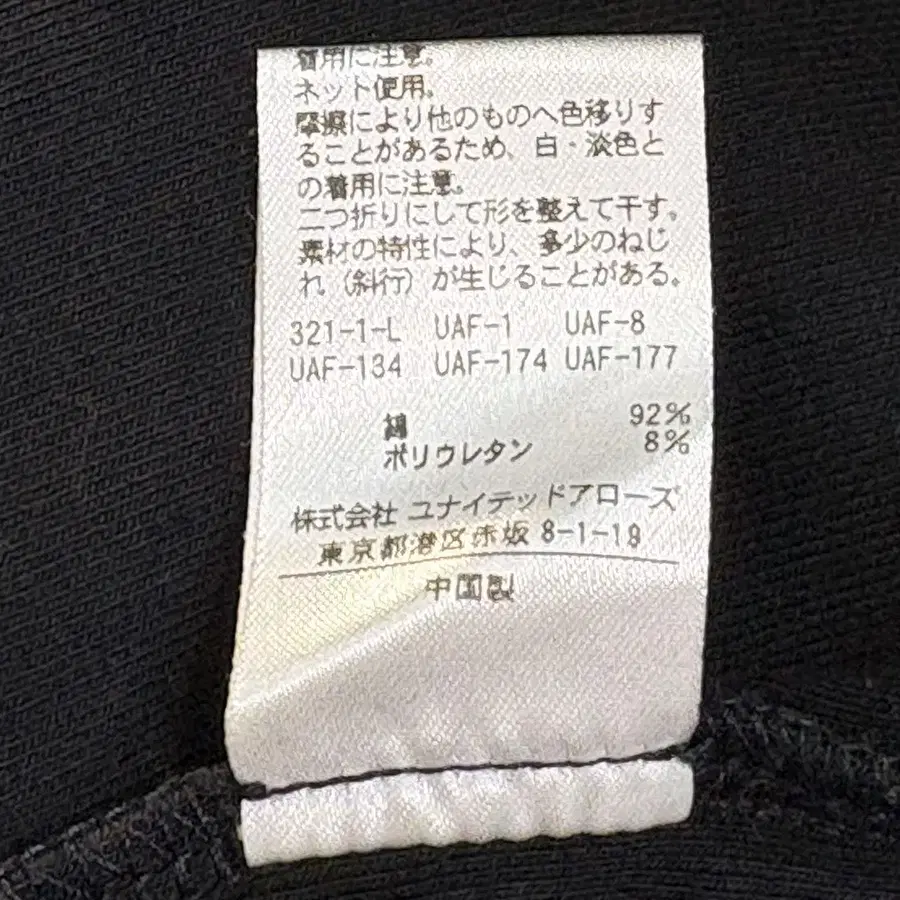 着用に注意。
ネット使用。
摩擦により他のものへ色移りす
ることがあるため、白・淡色と
の着用に注意。
二つ折りにして形を整えて干す。
素材の特性により、多少のねじ
れ(斜行)が生じることがある。
321-1-L UAF-1 UAF-8
UAF-134 UAF-174 UAF-177
綿 92%
ポリウレタン 8%
株式会社 ユナイテッドアローズ
東京都港区赤坂 8-1-19
中国製